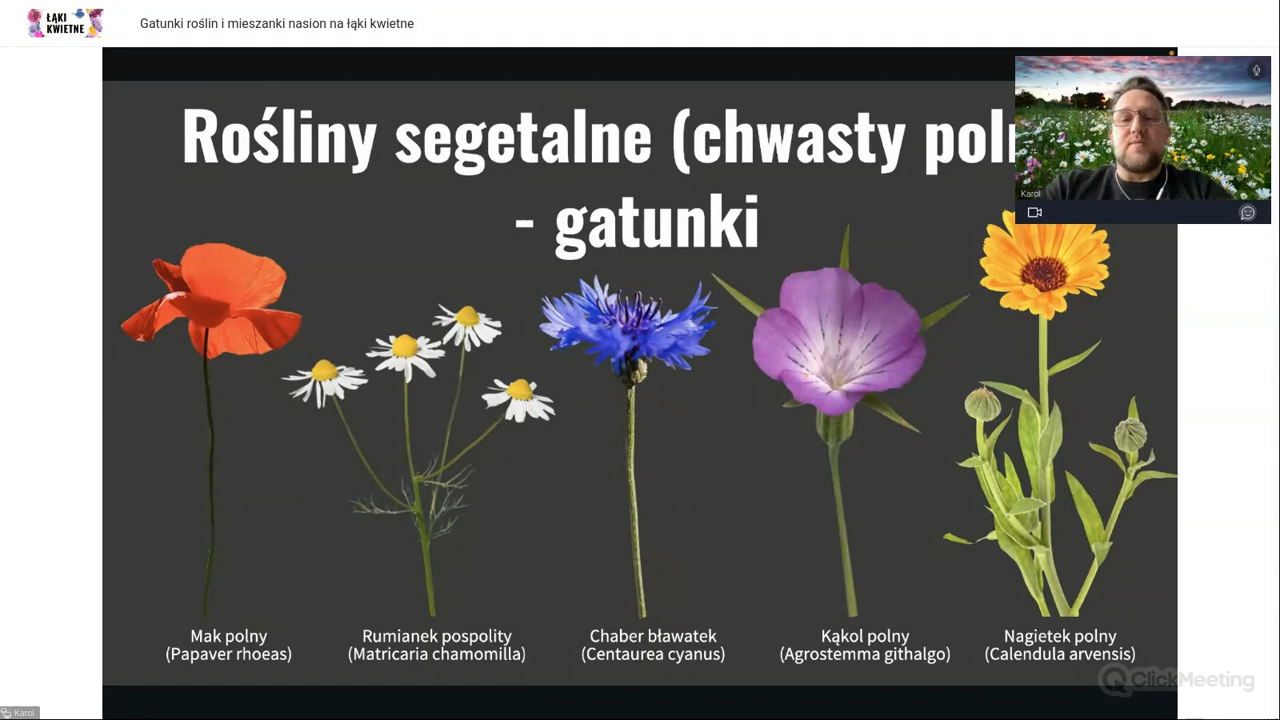 ŁĄKI
KWIETNE
Gatunki roślin i mieszanki nasion na łąki kwietne
Rośliny segetalne (chwasty poln
- gatunki
Karol
Mak polny
(Papaver rhoeas)
Rumianek pospolity
(Matricaria chamomilla)
Chaber bławatek
(Centaurea cyanus)
Kąkol polny
(Agrostemma githalgo)
Nagietek polny
(Calendula arvensis)
ClickMeeting
Karol